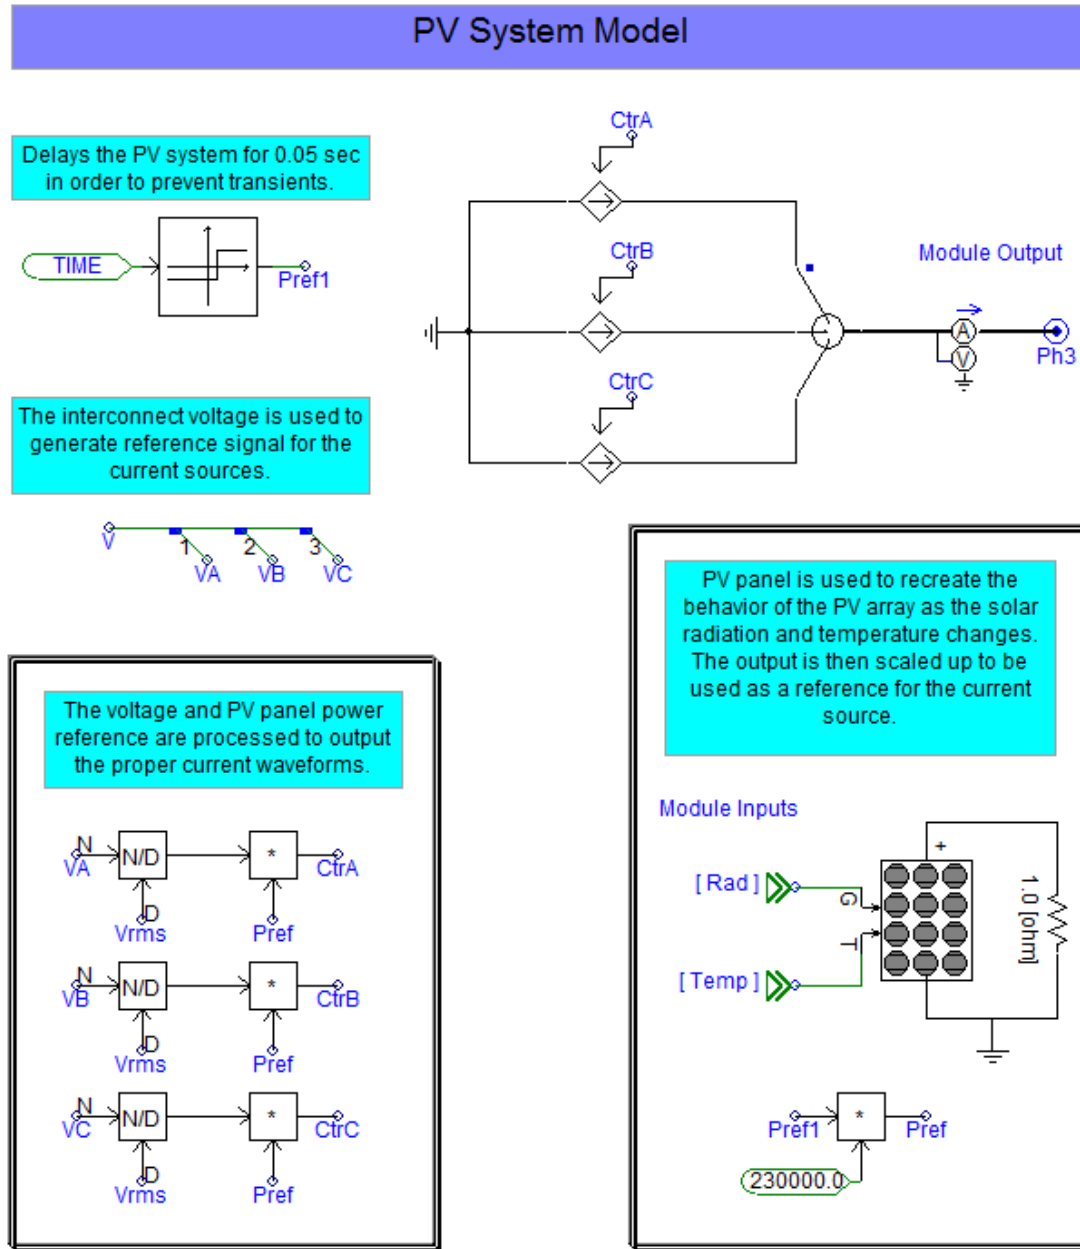 PV System Model
Delays the PV system for 0.05 sec
in order to prevent transients.
TIME
Pref1
CtrA
CtrB
CtrC
Module Output
A
V
Ph3
The interconnect voltage is used to
generate reference signal for the
current sources.
V
1
2
3
VA
VB
VC
The voltage and PV panel power
reference are processed to output
the proper current waveforms.
N
VA
N/D
*
CtrA
D
Vrms
Pref
N
VB
N/D
*
CtrB
D
Vrms
Pref
N
VC
N/D
*
CtrC
D
Vrms
Pref
PV panel is used to recreate the
behavior of the PV array as the solar
radiation and temperature changes.
The output is then scaled up to be
used as a reference for the current
source.
Module Inputs
[ Rad ]
G
T
[ Temp ]
+
1.0 [ohm]
Pref1
*
Pref
230000.0